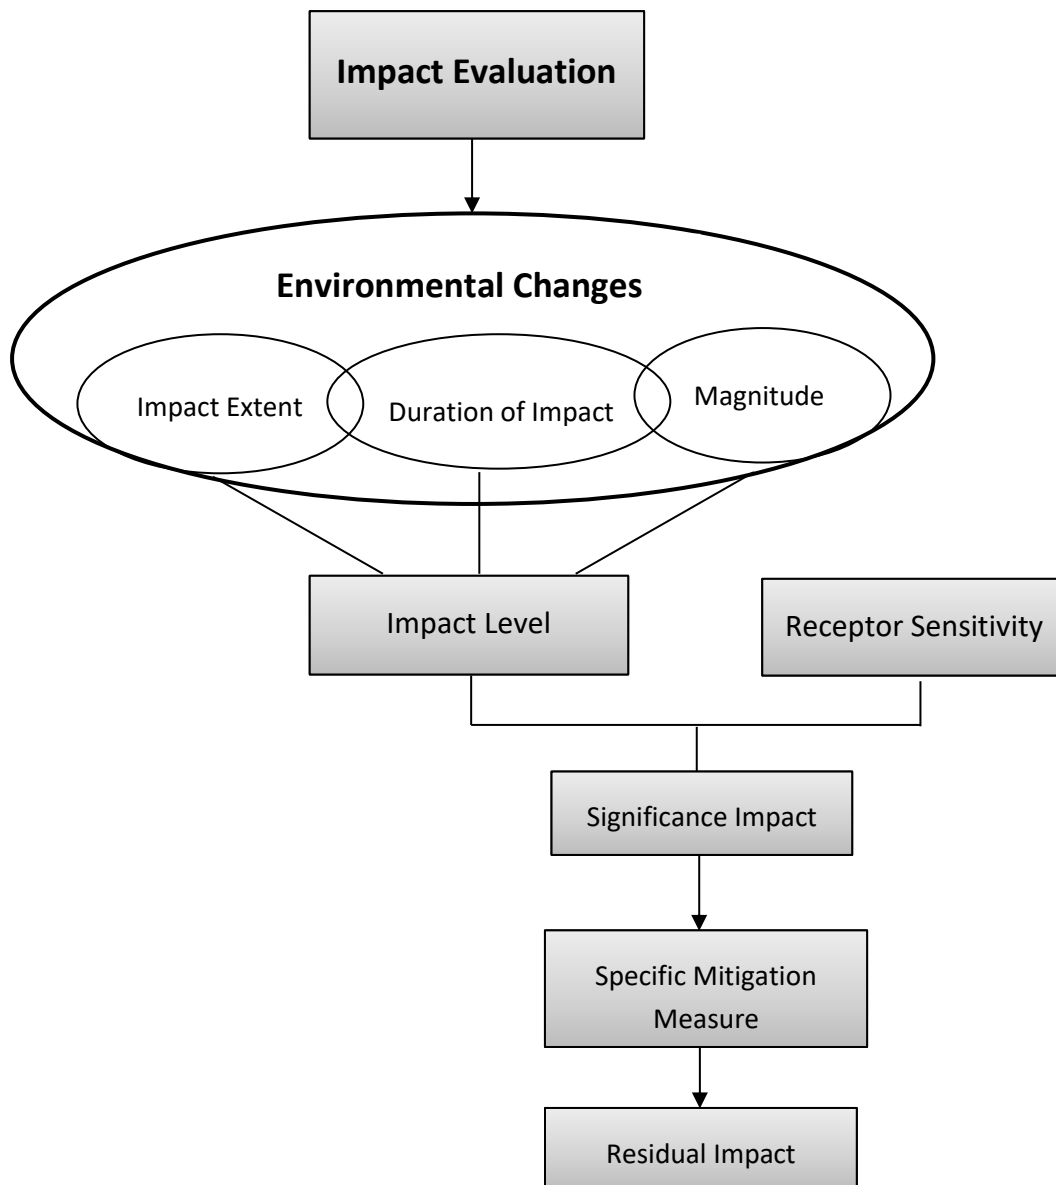 Impact Evaluation
Environmental Changes
Impact Extent
Duration of Impact
Magnitude
Impact Level
Receptor Sensitivity
Significance Impact
Specific Mitigation
Measure
Residual Impact